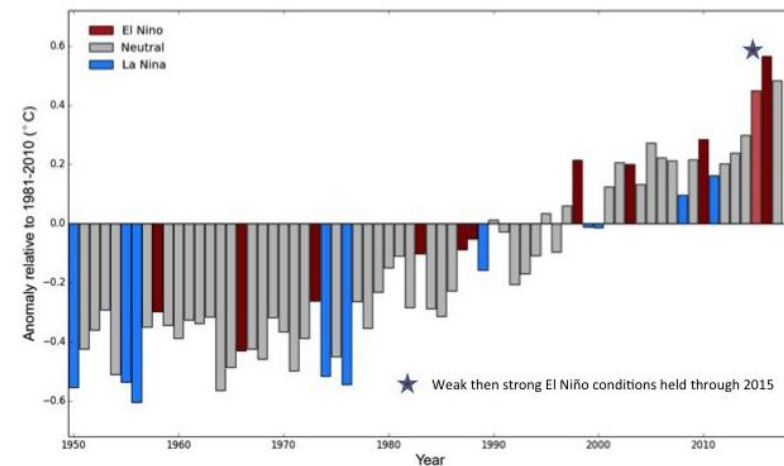 El Nino
Neutral
La Nina
Anomaly relative to 1981-2010 (°C)
0.6
0.4
0.2
0.0
−0.2
−0.4
−0.6
Weak then strong El Niño conditions held through 2015
1950
1960
1970
1980
1990
2000
2010
Year